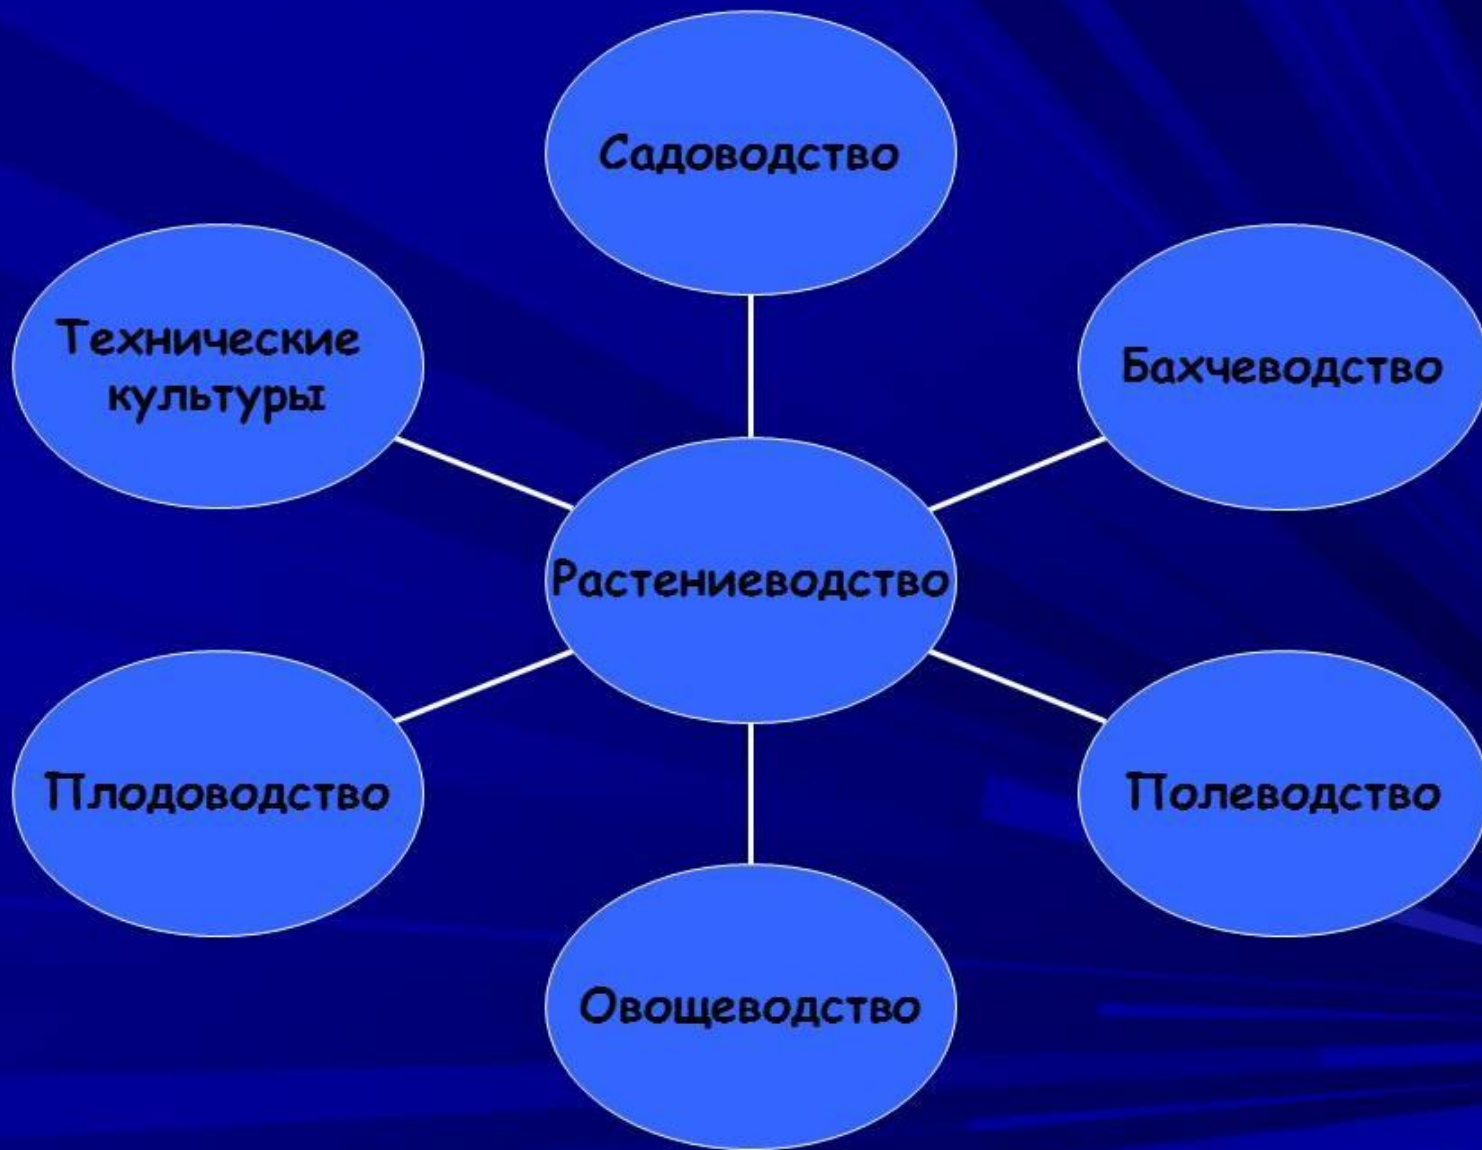 Садоводство
Технические
культуры
Бахчеводство
Растениеводство
Плодоводство
Полеводство
Овощеводство